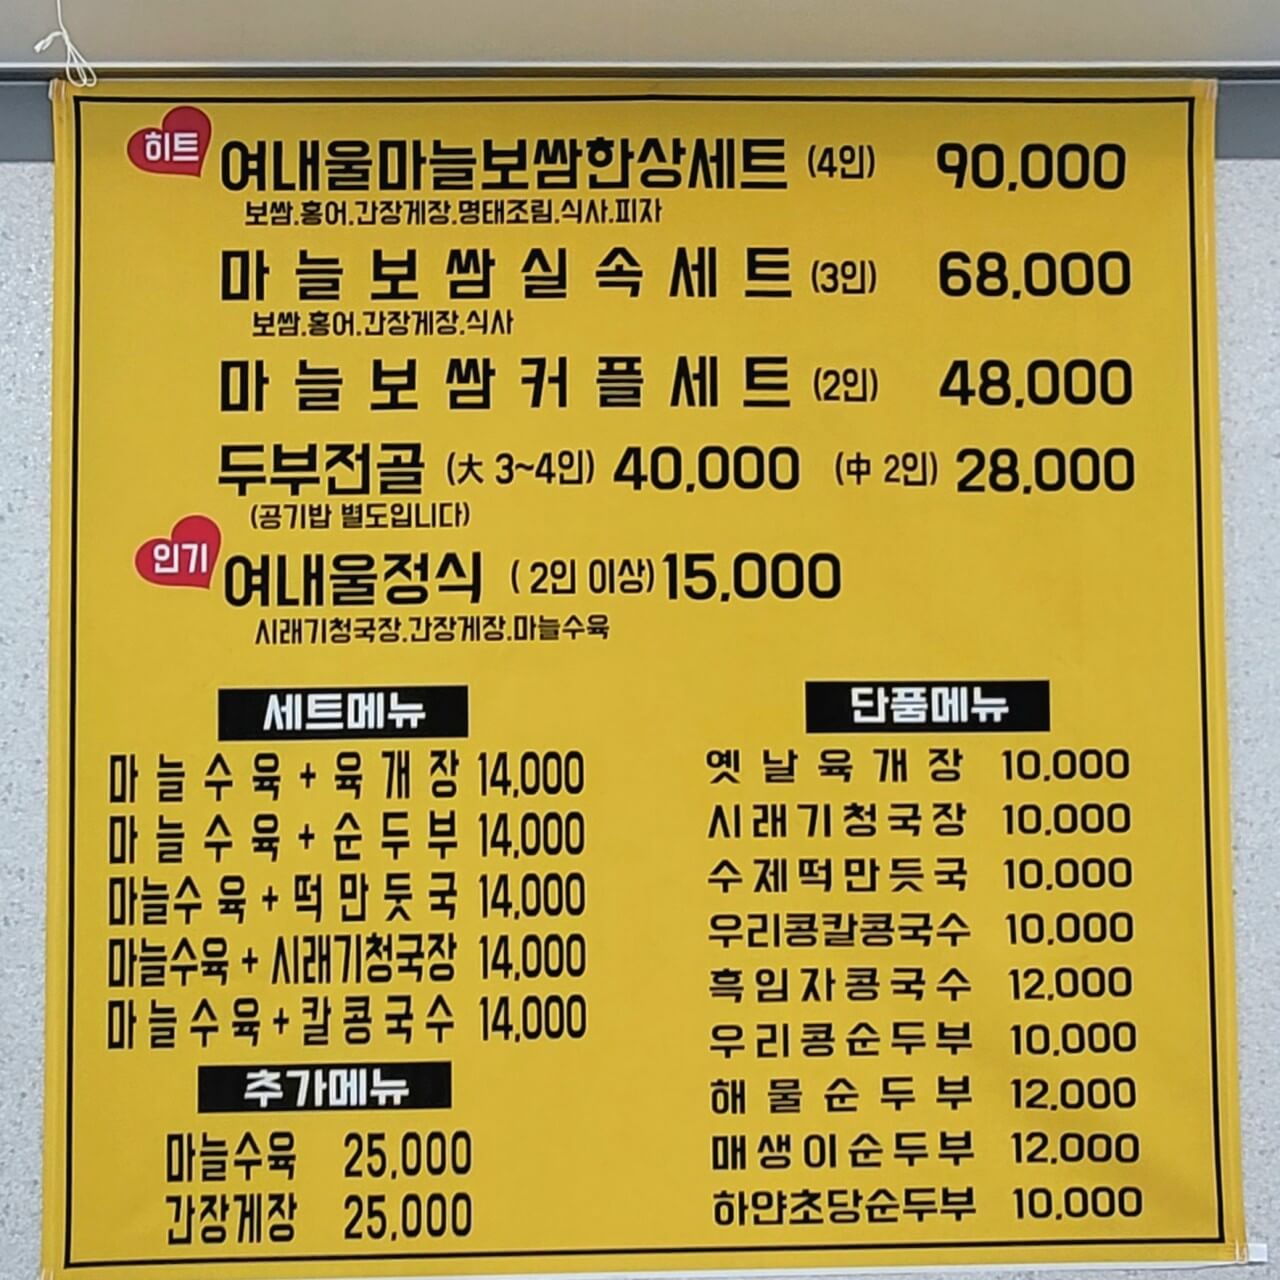 히트
여내울마늘보쌈한상세트 (4인) 90,000
보쌈.홍어.간장게장.명태조림.식사.피자
마늘보쌈실속세트 (3인) 68,000
보쌈.홍어.간장게장.식사
마늘보쌈커플세트 (2인) 48,000
두부전골 (大 3~4인) 40,000 (中 2인) 28,000
(공기밥 별도입니다)
인기
여내울정식 (2인 이상) 15,000
시래기청국장.간장게장.마늘수육
세트메뉴
마늘수육+육개장 14,000
마늘수육+순두부 14,000
마늘수육+떡만둣국 14,000
마늘수육+시래기청국장 14,000
마늘수육+칼콩국수 14,000
추가메뉴
마늘수육 25,000
간장게장 25,000
단품메뉴
옛날육개장 10,000
시래기청국장 10,000
수제떡만듯국 10,000
우리콩칼콩국수 10,000
흑임자콩국수 12,000
우리콩순두부 10,000
해물순두부 12,000
매생이순두부 12,000
하얀초당순두부 10,000